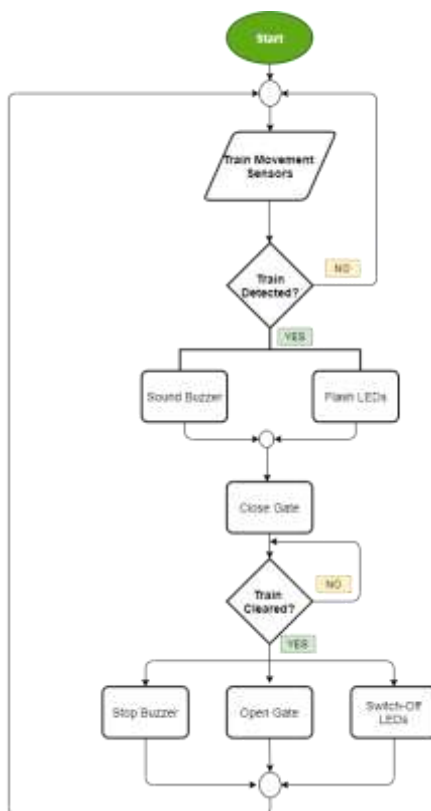 Start
Train Movement
Sensors
Train
Detected?
NO
YES
Sound Buzzer
Flash LEDs
Close Gate
Train
Cleared?
NO
YES
Stop Buzzer
Open Gate
Switch-Off
LEDs